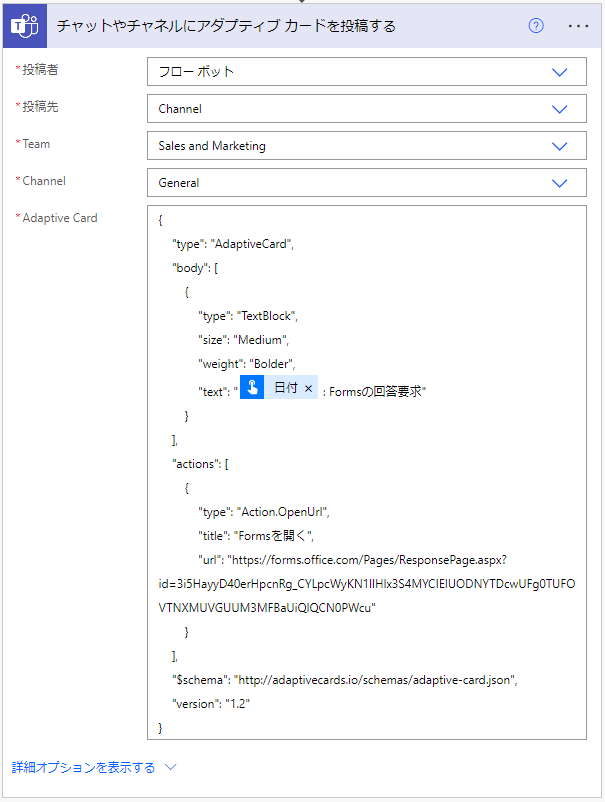 チャットやチャネルにアダプティブ カードを投稿する
*投稿者 フロー ボット
*投稿先 Channel
*Team Sales and Marketing
*Channel General
*Adaptive Card
{
"type": "AdaptiveCard",
"body": [
{
"type": "TextBlock",
"size": "Medium",
"weight": "Bolder",
"text": " 日付 × : Formsの回答要求"
}
],
"actions": [
{
"type": "Action.OpenUrl",
"title": "Formsを開く",
"url": "https://forms.office.com/Pages/ResponsePage.aspx?
id=3i5HayyD40erHpcnRg_CYLpcWyKN1IIHIx3S4MYCIEIUODNYTDcwUFg0TUFO
VTNXMUVGUUM3MFBaUiQlQCN0PWcu"
}
],
"$schema": "http://adaptivecards.io/schemas/adaptive-card.json",
"version": "1.2"
}
詳細オプションを表示する